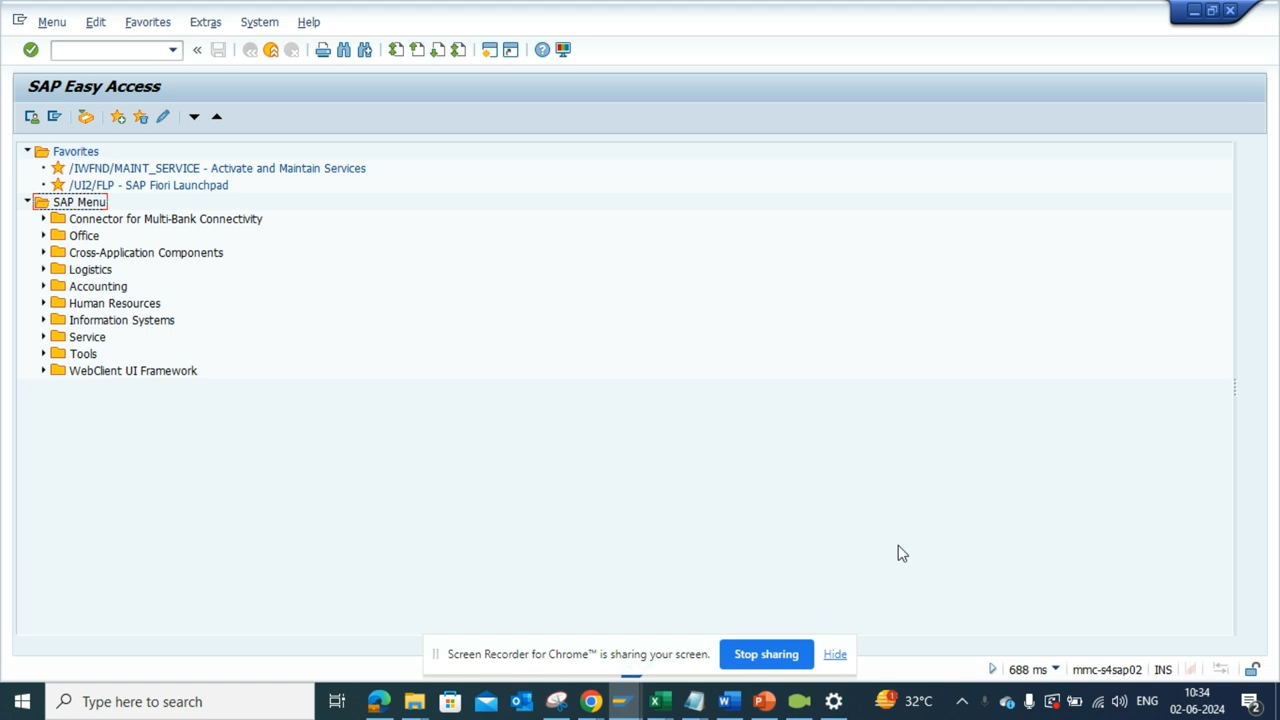 Menu Edit Favorites Extras System Help
SAP Easy Access
Favorites
/IWFND/MAINT_SERVICE - Activate and Maintain Services
/UI2/FLP - SAP Fiori Launchpad
SAP Menu
Connector for Multi-Bank Connectivity
Office
Cross-Application Components
Logistics
Accounting
Human Resources
Information Systems
Service
Tools
WebClient UI Framework
Screen Recorder for Chrome™ is sharing your screen. Stop sharing Hide
688 ms mmc-s4sap02 INS
Type here to search 1 32°C ENG 10:34
02-06-2024 2